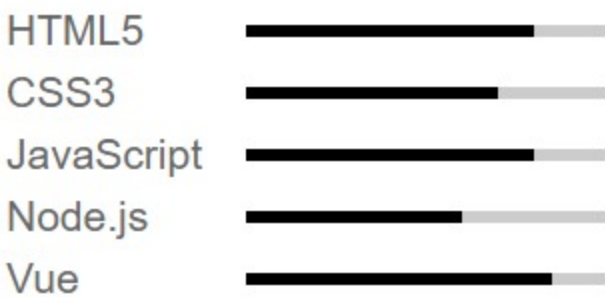 HTML5
CSS3
JavaScript
Node.js
Vue